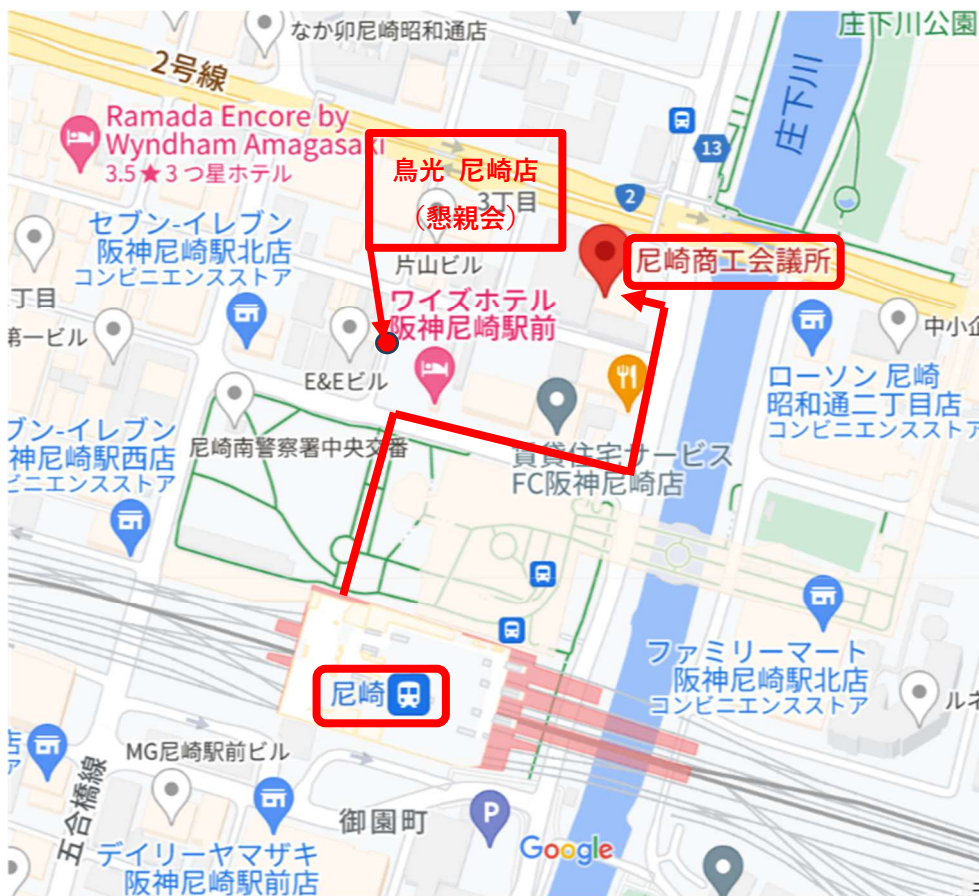 なか卯尼崎昭和通店
庄下川公園
2号線
庄下川
Ramada Encore by
Wyndham Amagasaki
3.5★3つ星ホテル
13
鳥光 尼崎店
(懇親会)
3丁目
2
セブン-イレブン
阪神尼崎駅北店
コンビニエンスストア
片山ビル
尼崎商工会議所
丁目
ワイズホテル
阪神尼崎駅前
第一ビル
中小企
E&Eビル
ローソン 尼崎
昭和通二丁目店
コンビニエンスストア
尼崎南警察署中央交番
ブン-イレブン
神尼崎駅西店
ビニエンスストア
賃貸住宅サービス
FC阪神尼崎店
ファミリーマート
阪神尼崎駅北店
コンビニエンスストア
尼崎
ルネ
店
ア
MG尼崎駅前ビル
五合橋線
御園町
P
デイリーヤマザキ
阪神尼崎駅前店
Google